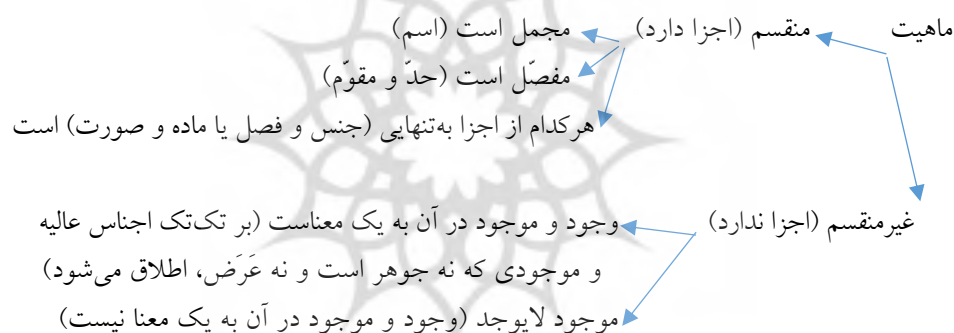 ماهیت منقسم (اجزا دارد) مجمل است (اسم)
مفصّل است (حدّ و مقوّم)
هرکدام از اجزا به‌تنهایی (جنس و فصل یا ماده و صورت) است
غیرمنقسم (اجزا ندارد) وجود و موجود در آن به یک معناست (بر تک‌تک اجناس عالیه
و موجودی که نه جوهر است و نه عَرَض، اطلاق می‌شود)
موجود لایوجد (وجود و موجود در آن به یک معنا نیست)